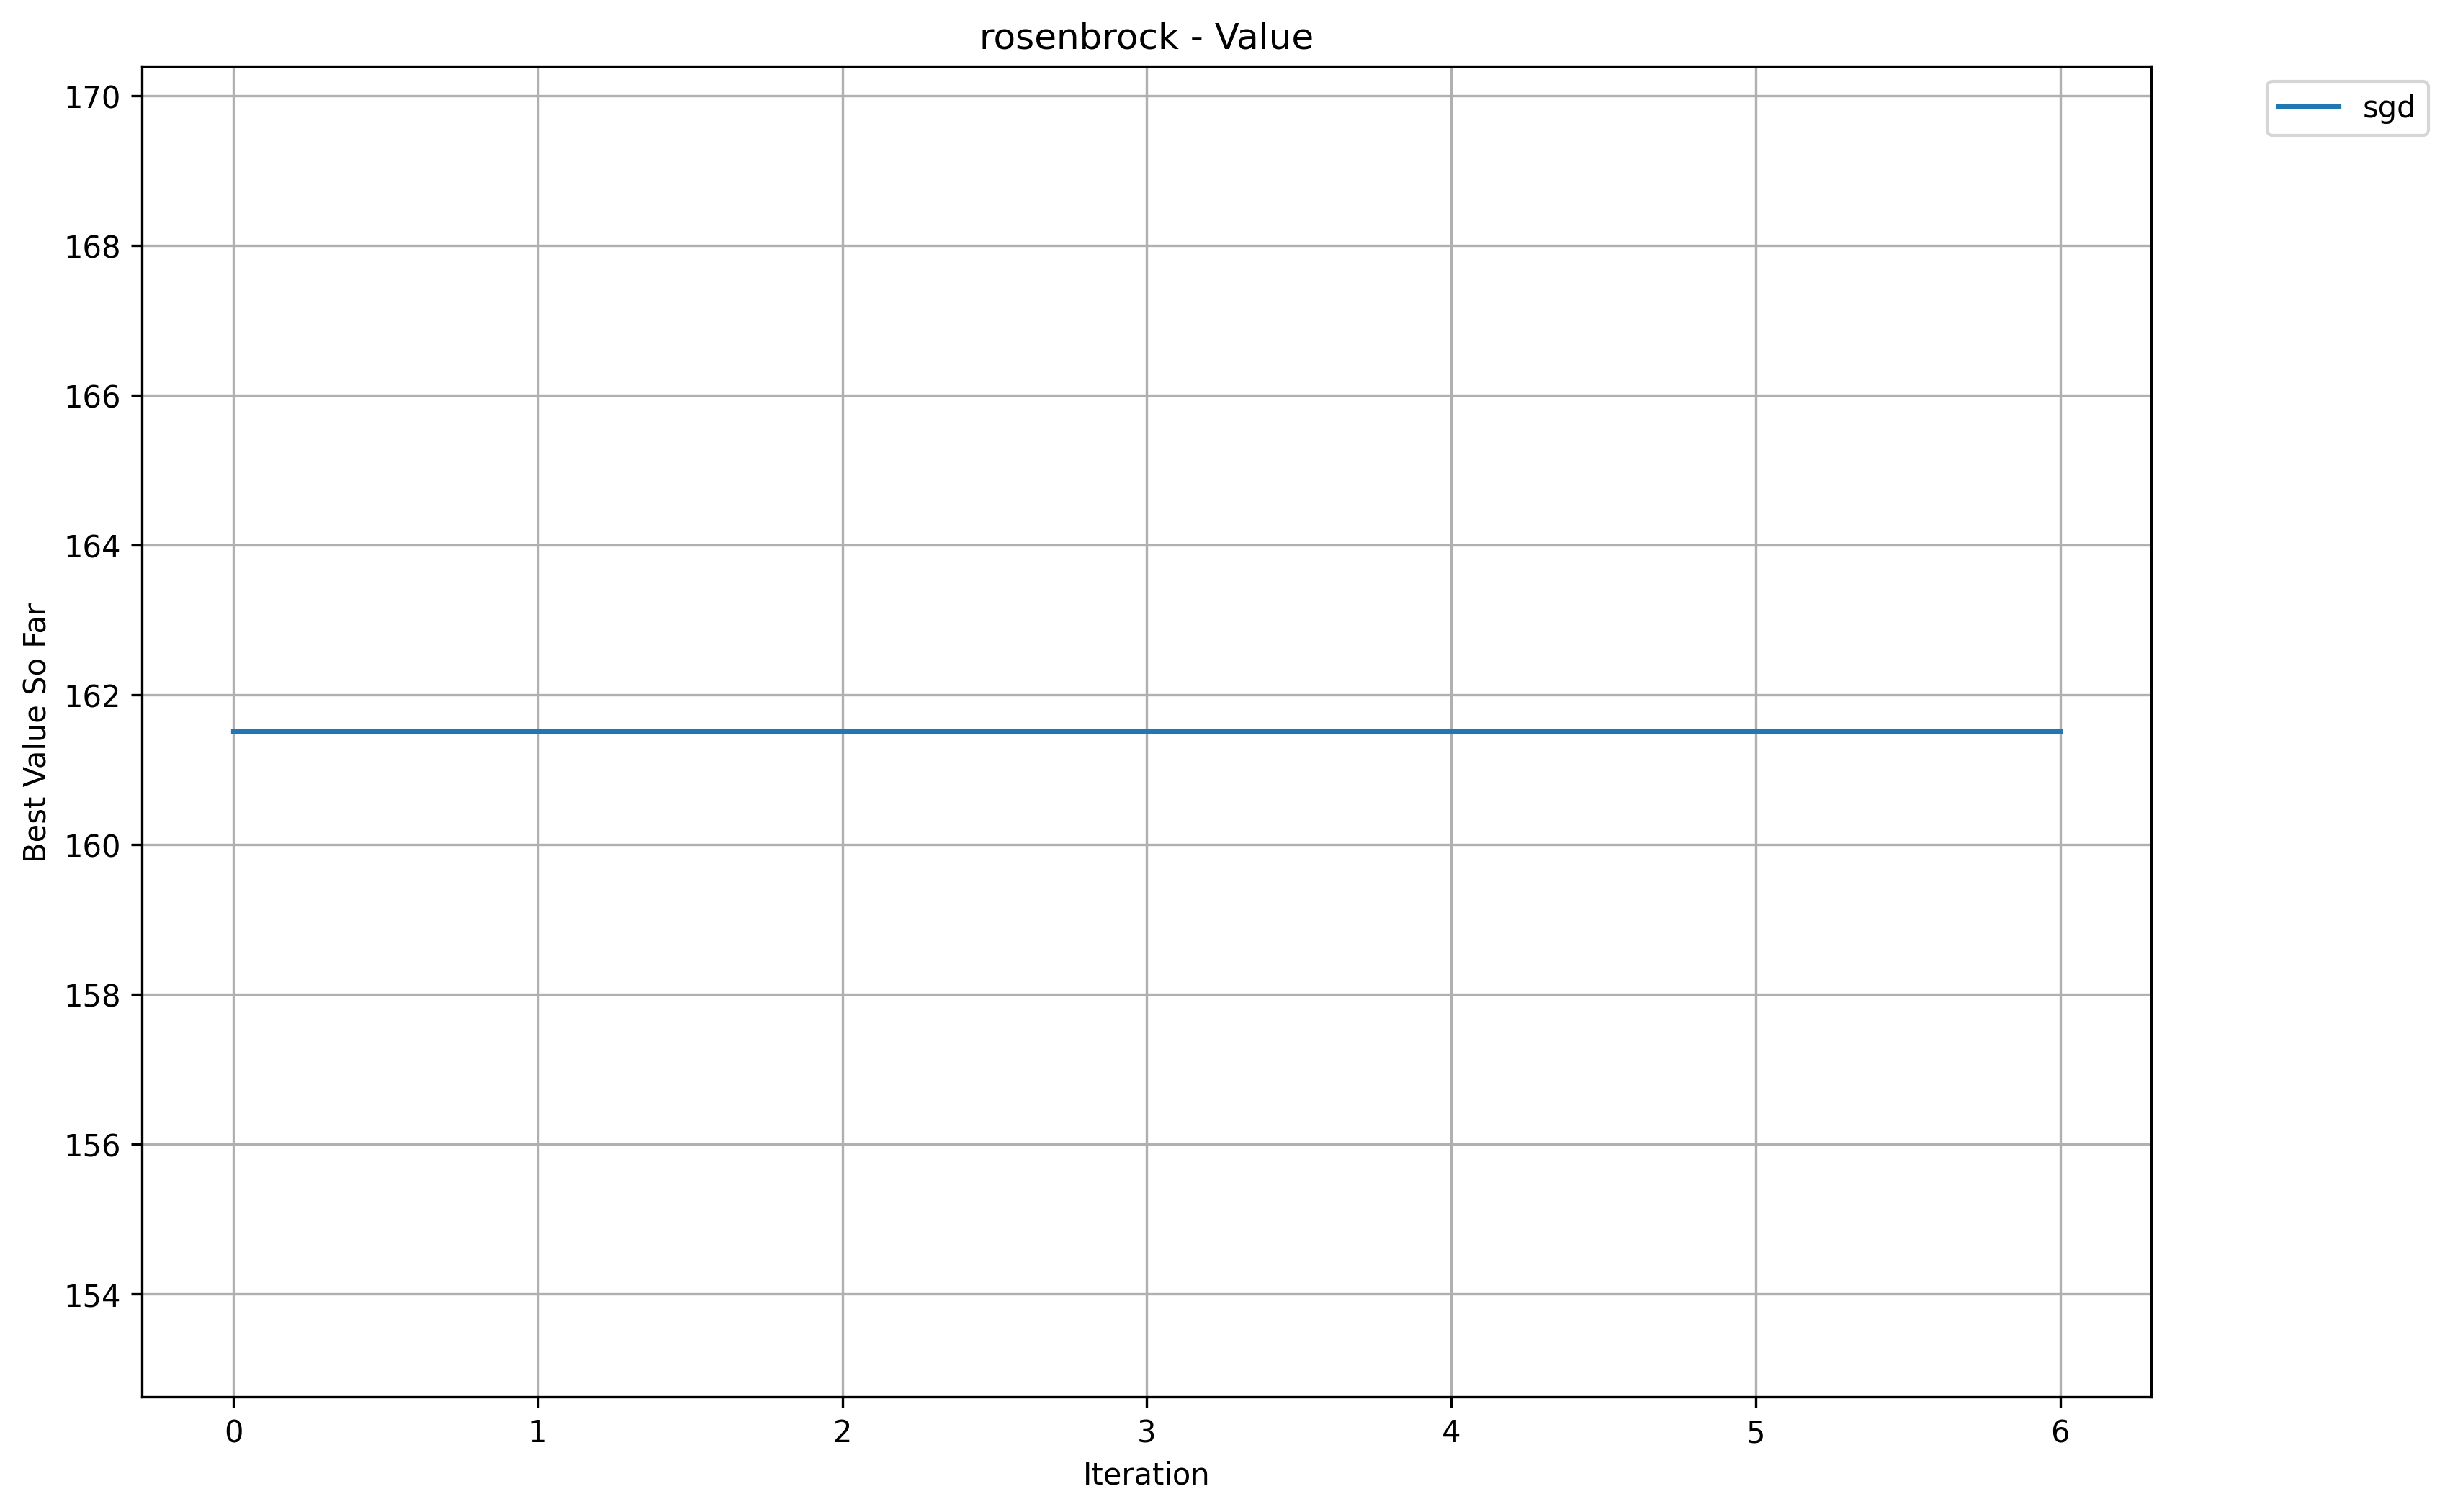 rosenbrock - Value
sgd
Best Value So Far
170
168
166
164
162
160
158
156
154
0 1 2 3 4 5 6
Iteration